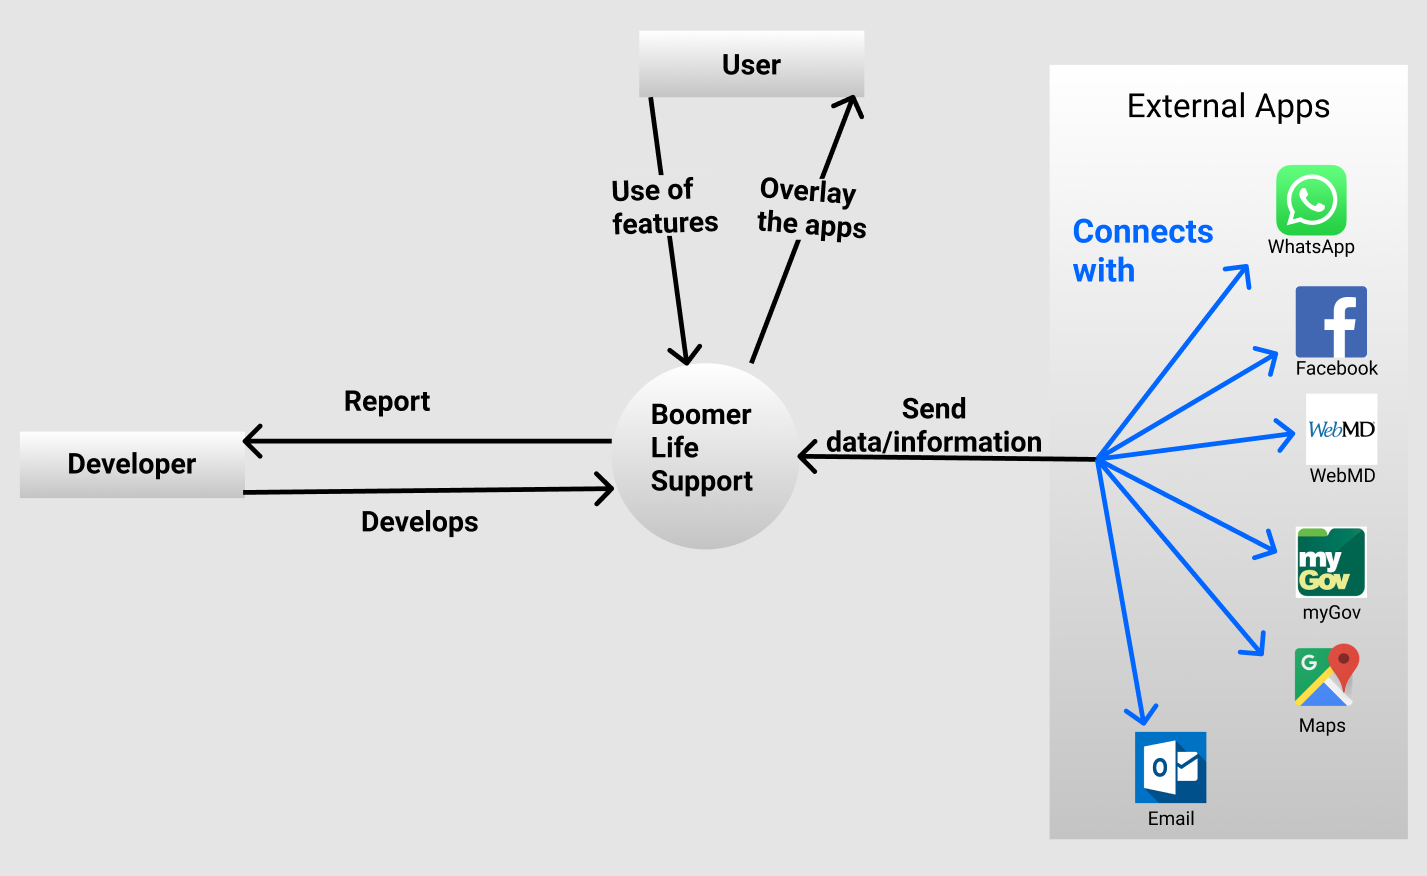 User
External Apps
Use of
features
Overlay
the apps
Connects
with
WhatsApp
Facebook
Report
Boomer
Life
Support
Send
data/information
WebMD
WebMD
Developer
Develops
my
Gov
myGov
G
Maps
O
Email